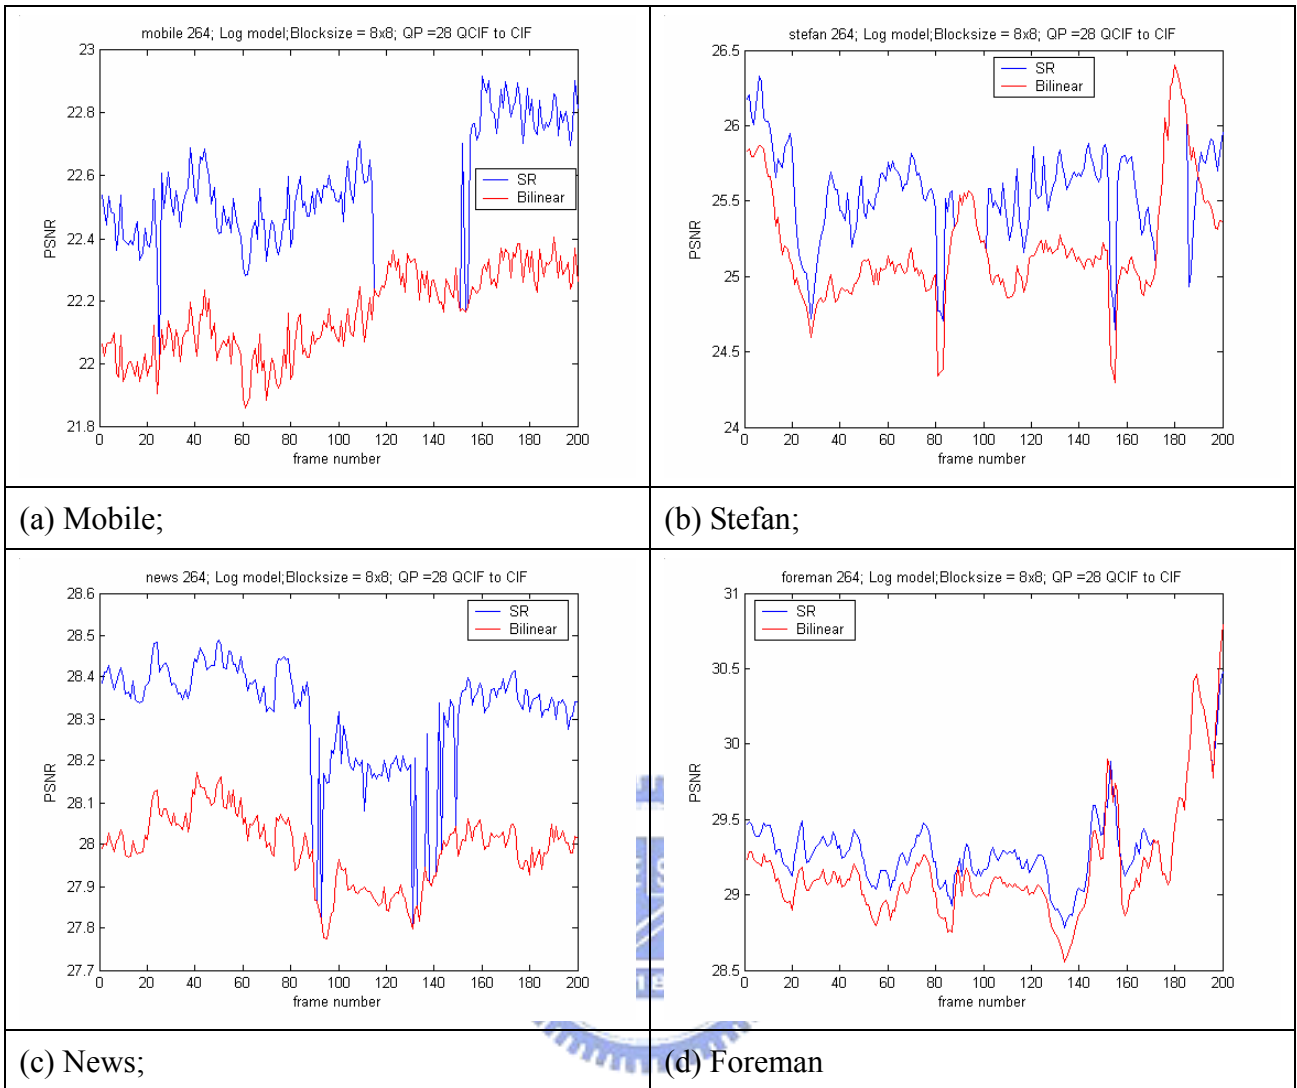 mobile 264; Log model;Blocksize = 8x8; QP =28 QCIF to CIF
23
22.8
22.6
22.4
22.2
22
21.8
PSNR
SR
Bilinear
0 20 40 60 80 100 120 140 160 180 200
frame number
(a) Mobile;
stefan 264; Log model;Blocksize = 8x8; QP =28 QCIF to CIF
26.5
26
25.5
25
24.5
24
PSNR
SR
Bilinear
0 20 40 60 80 100 120 140 160 180 200
frame number
(b) Stefan;
news 264; Log model;Blocksize = 8x8; QP =28 QCIF to CIF
28.6
28.5
28.4
28.3
28.2
28.1
28
27.9
27.8
27.7
PSNR
SR
Bilinear
0 20 40 60 80 100 120 140 160 180 200
frame number
(c) News;
foreman 264; Log model;Blocksize = 8x8; QP =28 QCIF to CIF
31
30.5
30
29.5
29
28.5
PSNR
SR
Bilinear
0 20 40 60 80 100 120 140 160 180 200
frame number
(d) Foreman